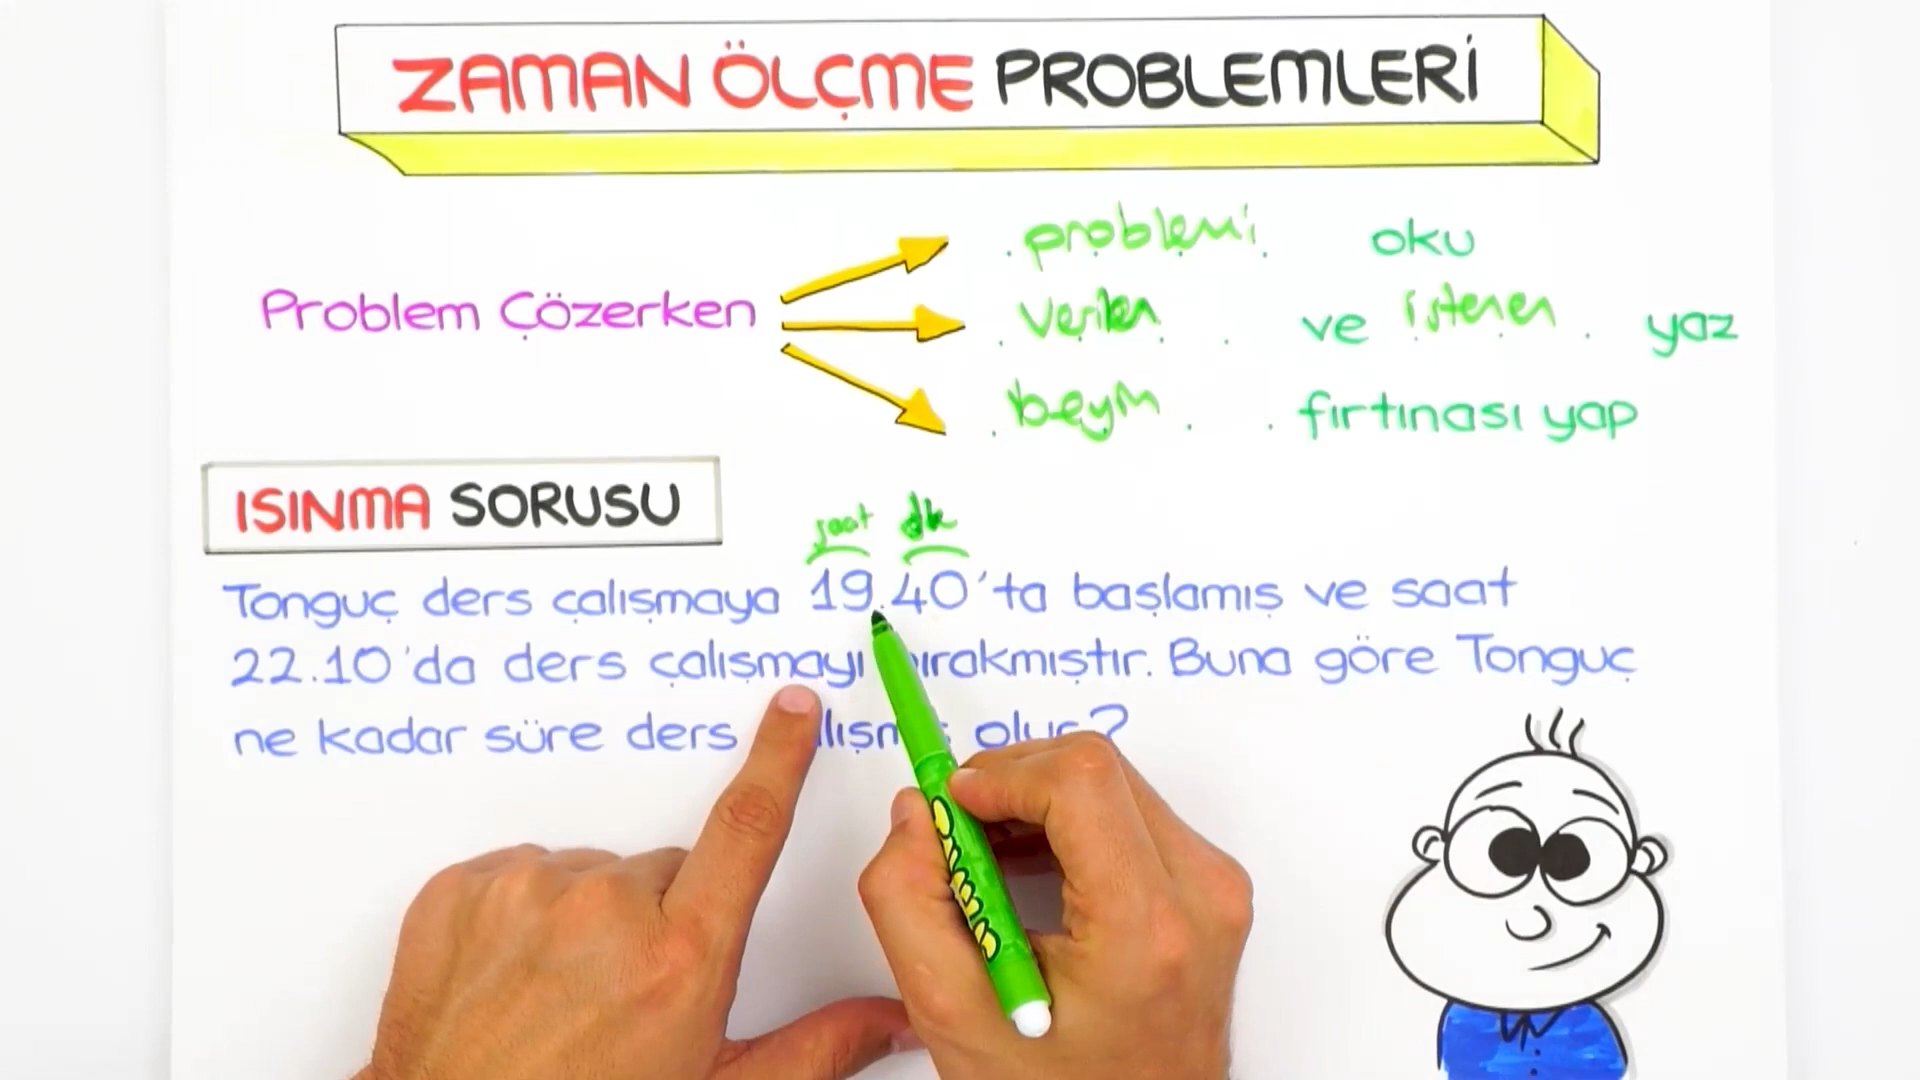 ZAMAN ÖLÇME PROBLEMLERİ
problemi oku
Problem Çözerken
Verilen ve istenen yaz
beyin fırtınası yap
ISINMA SORUSU
saat dk
Tonguç ders çalışmaya 19.40'ta başlamış ve saat
22.10'da ders çalışmayı bırakmıştır. Buna göre Tonguç
ne kadar süre ders olur?